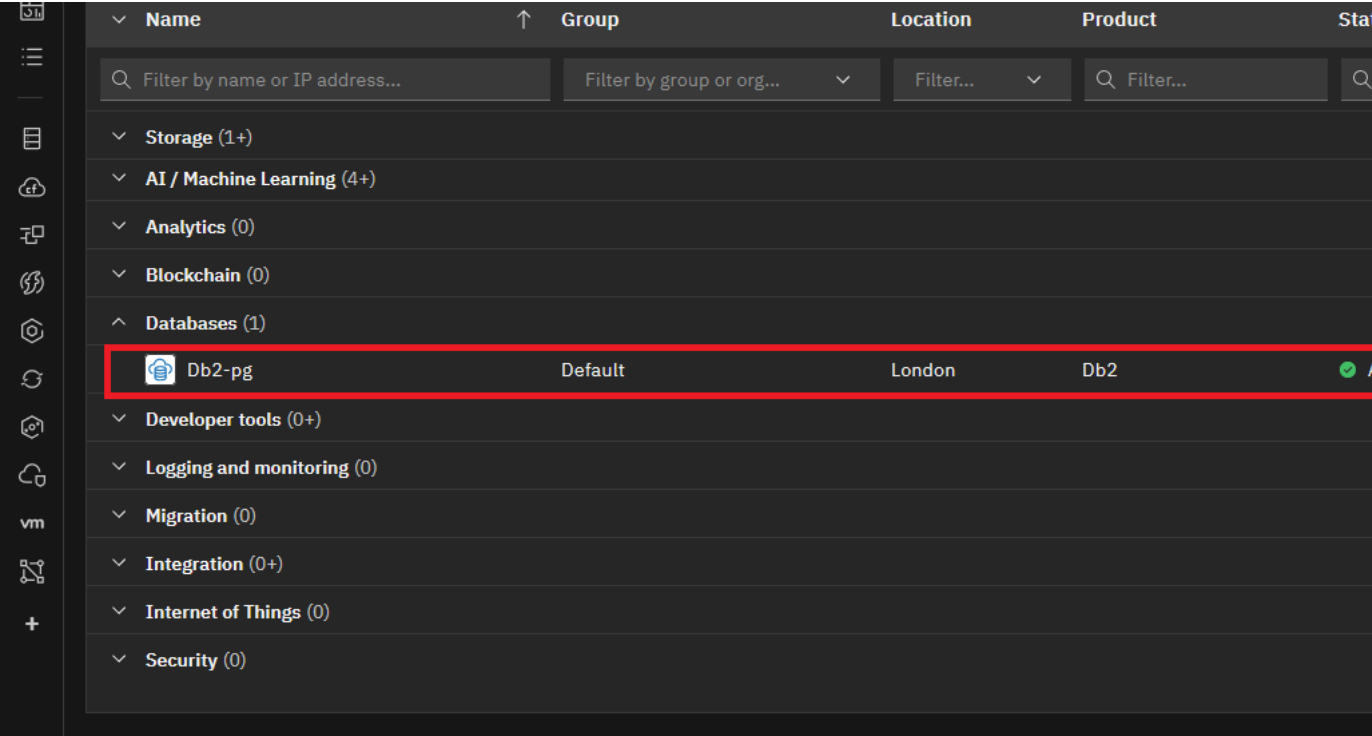 Name Group Location Product Sta
Filter by name or IP address... Filter by group or org... Filter... Filter...
Storage (1+)
AI / Machine Learning (4+)
Analytics (0)
Blockchain (0)
Databases (1)
Db2-pg Default London Db2 A
Developer tools (0+)
Logging and monitoring (0)
Migration (0)
vm
Integration (0+)
Internet of Things (0)
Security (0)